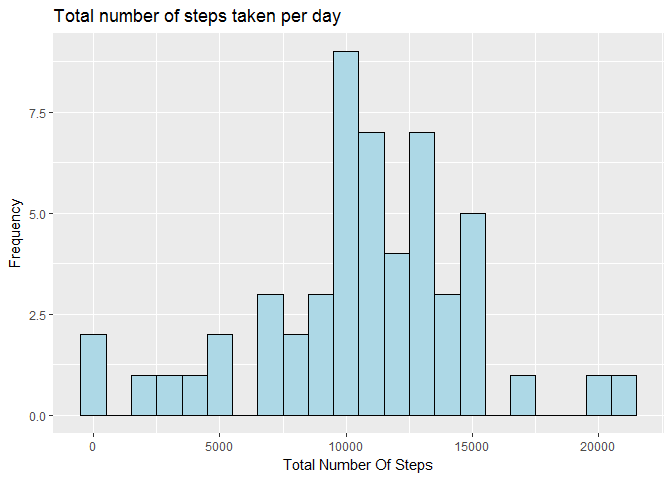 Total number of steps taken per day
Frequency
7.5
5.0
2.5
0.0
0 5000 10000 15000 20000
Total Number Of Steps